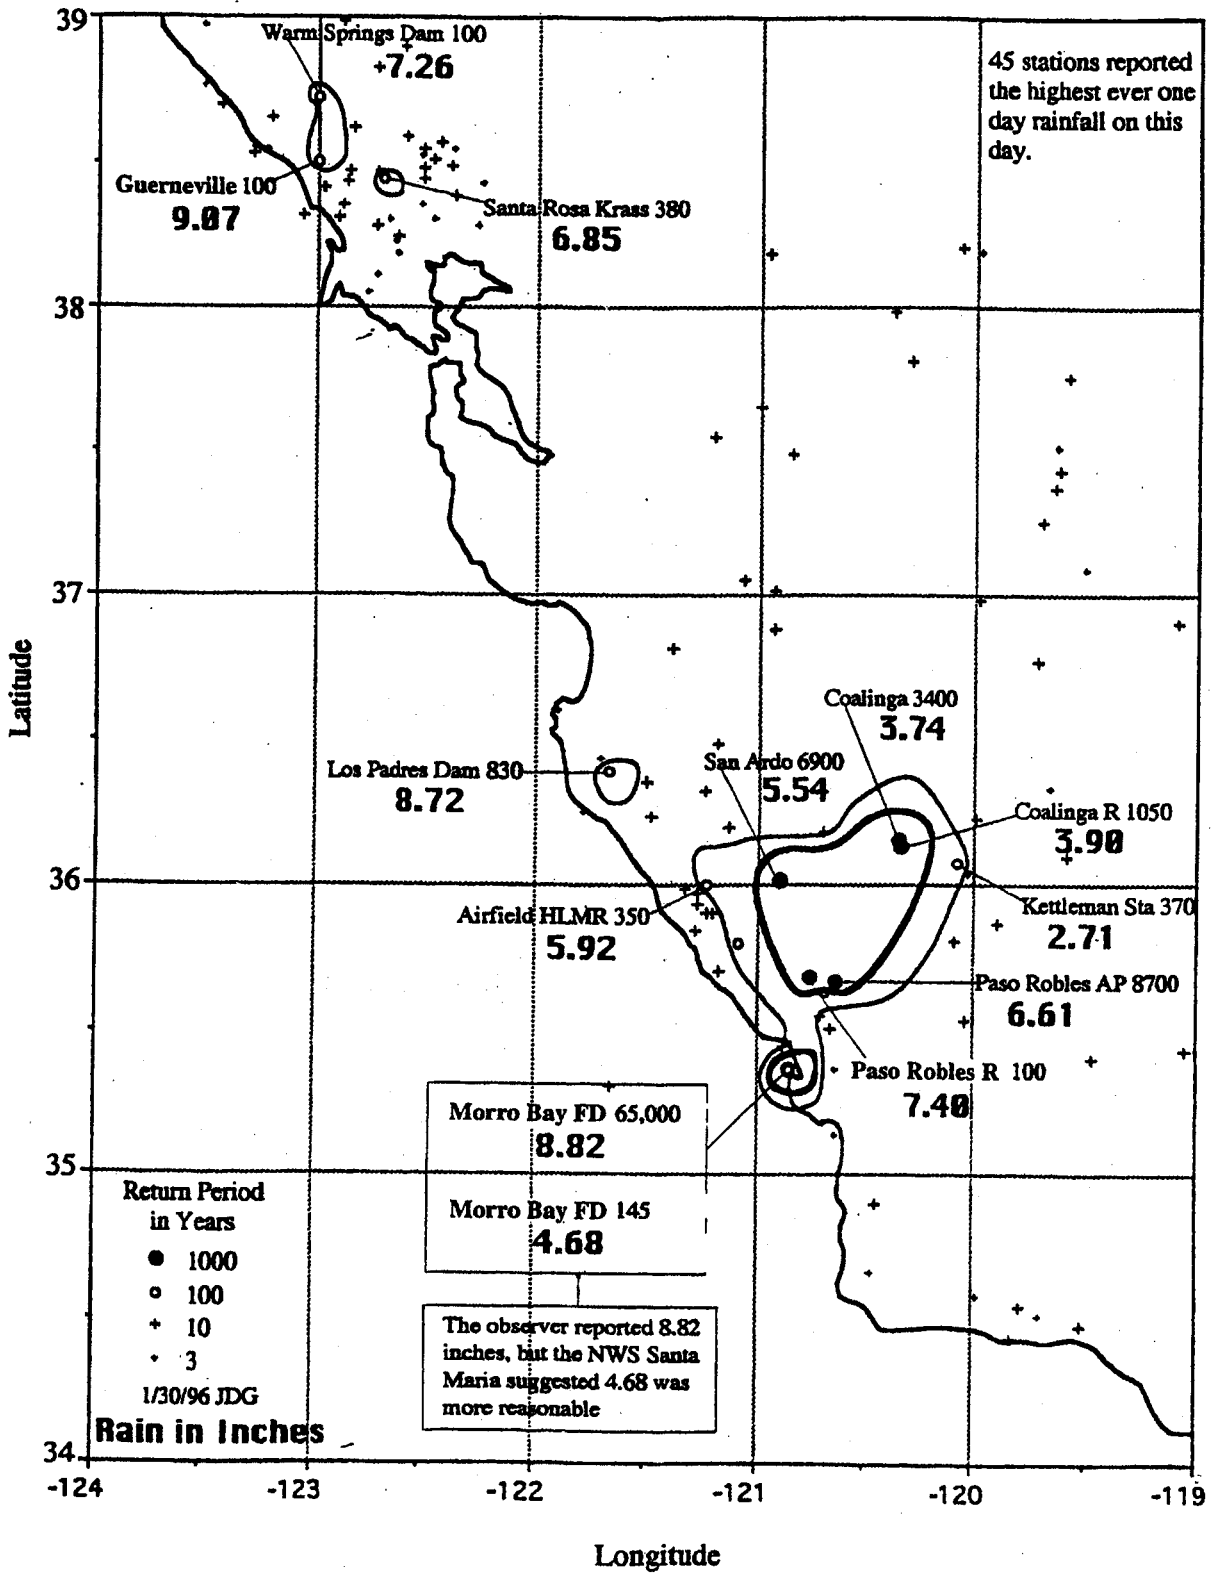 39
Warm Springs Dam 100
7.26
45 stations reported
the highest ever one
day rainfall on this
day.
Guerneville 100
9.07
Santa Rosa Krass 380
6.85
38
37
Latitude
Coalinga 3400
3.74
San Ardo 6900
5.54
Los Padres Dam 830
8.72
Coalinga R 1050
3.90
36
Airfield HLMR 350
5.92
Kettleman Sta 370
2.71
Paso Robles AP 8700
6.61
Paso Robles R 100
7.40
Morro Bay FD 65,000
8.82
35
Return Period
in Years
1000
100
10
3
1/30/96 JDG
Rain in Inches
Morro Bay FD 145
4.68
The observer reported 8.82
inches, but the NWS Santa
Maria suggested 4.68 was
more reasonable
34
-124
-123
-122
-121
-120
-119
Longitude